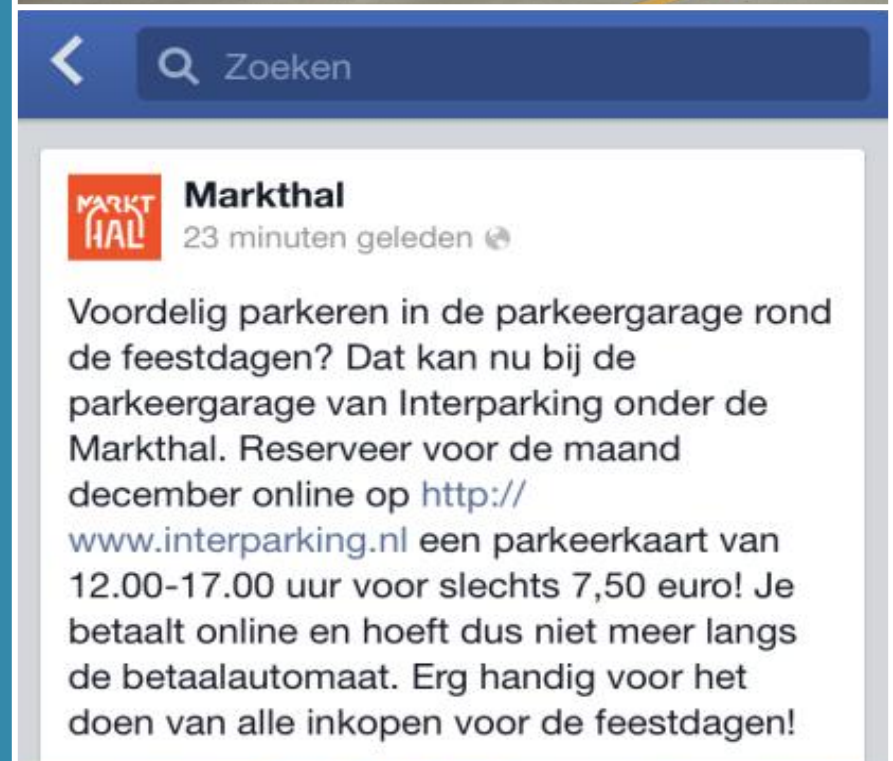 Zoeken
MARKT
HAL
Markthal
23 minuten geleden
Voordelig parkeren in de parkeergarage rond
de feestdagen? Dat kan nu bij de
parkeergarage van Interparking onder de
Markthal. Reserveer voor de maand
december online op http://
www.interparking.nl een parkeerkaart van
12.00-17.00 uur voor slechts 7,50 euro! Je
betaalt online en hoeft dus niet meer langs
de betaalautomaat. Erg handig voor het
doen van alle inkopen voor de feestdagen!